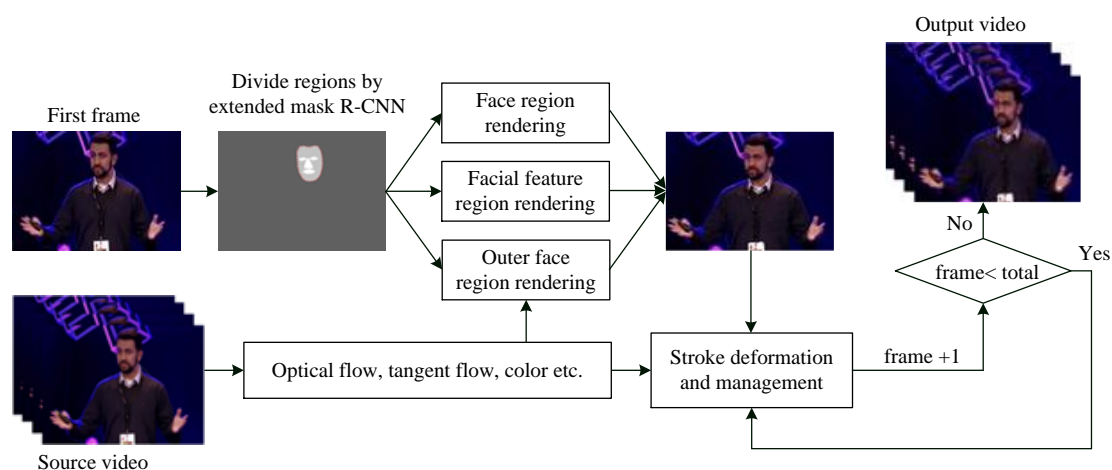 Output video
Divide regions by
extended mask R-CNN
First frame
Face region
rendering
Facial feature
region rendering
Outer face
region rendering
No
Yes
frame< total
Optical flow, tangent flow, color etc.
Stroke deformation
and management
frame +1
Source video